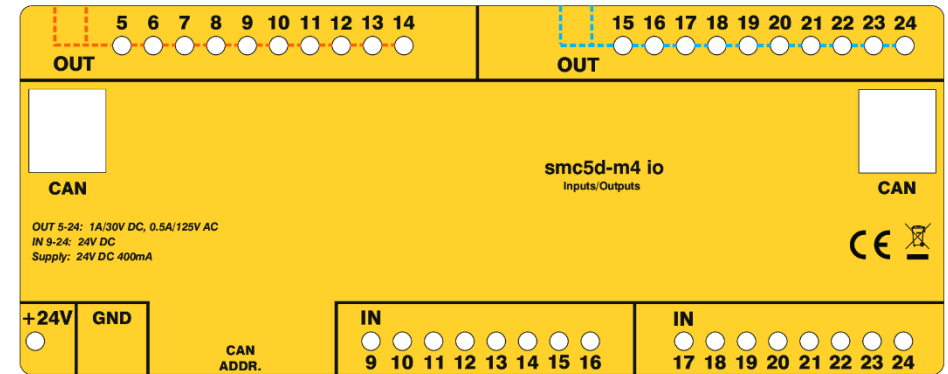 5 6 7 8 9 10 11 12 13 14
OUT
15 16 17 18 19 20 21 22 23 24
OUT
CAN
smc5d-m4 io
Inputs/Outputs
CAN
OUT 5-24: 1A/30V DC, 0.5A/125V AC
IN 9-24: 24V DC
Supply: 24V DC 400mA
CE
+24V
GND
CAN
ADDR.
IN
9 10 11 12 13 14 15 16
IN
17 18 19 20 21 22 23 24